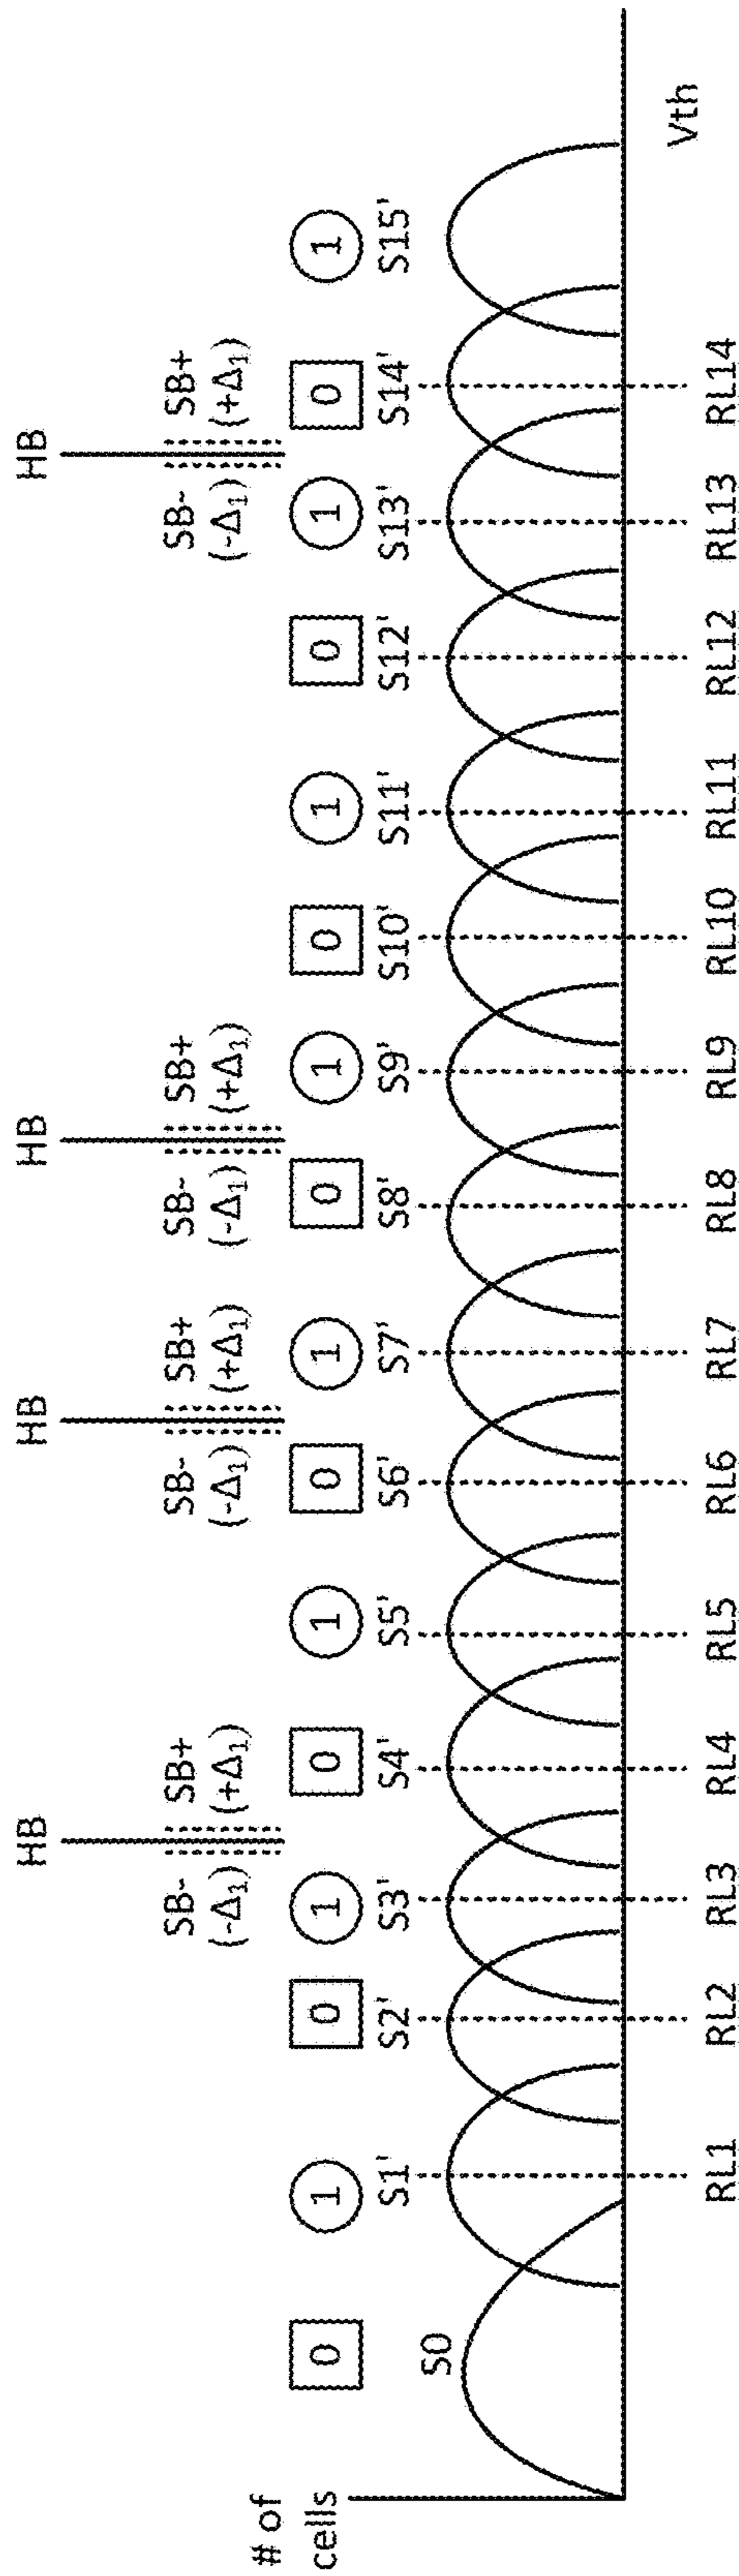 HB HB HB HB
SB- SB+ SB- SB+ SB- SB+ SB- SB+
(-Δ₁) (+Δ₁) (-Δ₁) (+Δ₁) (-Δ₁) (+Δ₁) (-Δ₁) (+Δ₁)
# of
cells
0 1 0 1 0 1 0 1 0 1 0 1 0 1 0 1
S1' S2' S3' S4' S5' S6' S7' S8' S9' S10' S11' S12' S13' S14' S15'
S0
Vth
RL1 RL2 RL3 RL4 RL5 RL6 RL7 RL8 RL9 RL10 RL11 RL12 RL13 RL14